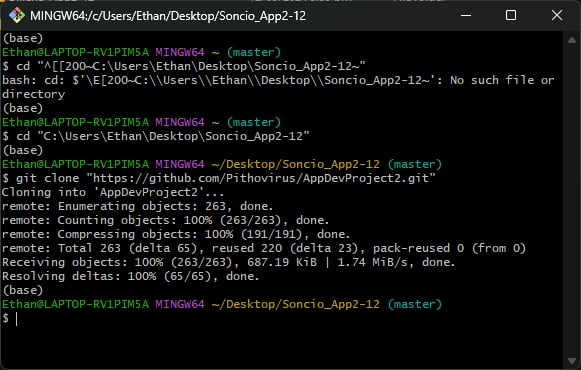 MINGW64:/c/Users/Ethan/Desktop/Soncio_App2-12
(base)
Ethan@LAPTOP-RV1PIM5A MINGW64 ~ (master)
$ cd "^[[200~C:\Users\Ethan\Desktop\Soncio_App2-12~"
bash: cd: $'\E[200~C:\\Users\\Ethan\\Desktop\\Soncio_App2-12~': No such file or
directory
(base)
Ethan@LAPTOP-RV1PIM5A MINGW64 ~ (master)
$ cd "C:\Users\Ethan\Desktop\Soncio_App2-12"
(base)
Ethan@LAPTOP-RV1PIM5A MINGW64 ~/Desktop/Soncio_App2-12 (master)
$ git clone "https://github.com/Pithovirus/AppDevProject2.git"
Cloning into 'AppDevProject2'...
remote: Enumerating objects: 263, done.
remote: Counting objects: 100% (263/263), done.
remote: Compressing objects: 100% (191/191), done.
remote: Total 263 (delta 65), reused 220 (delta 23), pack-reused 0 (from 0)
Receiving objects: 100% (263/263), 687.19 KiB | 1.74 MiB/s, done.
Resolving deltas: 100% (65/65), done.
(base)
Ethan@LAPTOP-RV1PIM5A MINGW64 ~/Desktop/Soncio_App2-12 (master)
$